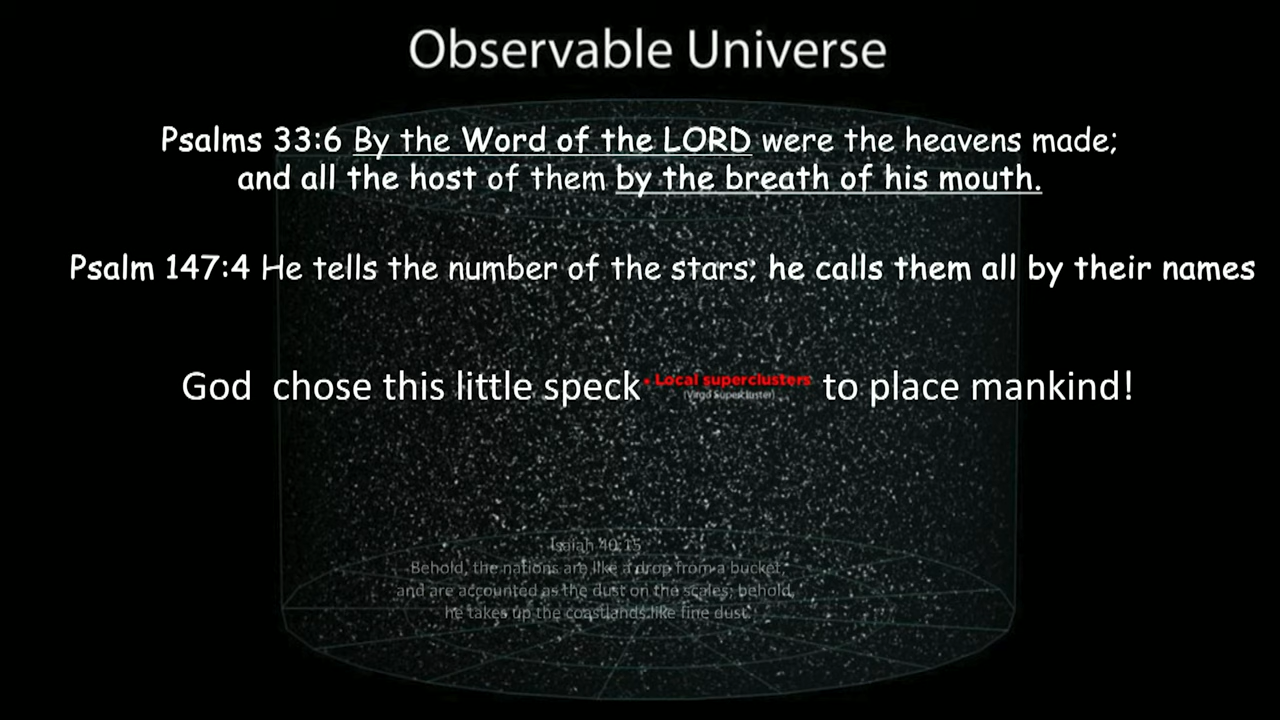 Observable Universe
Psalms 33:6 By the Word of the LORD were the heavens made;
and all the host of them by the breath of his mouth.
Psalm 147:4 He tells the number of the stars; he calls them all by their names
God chose this little speck • Local superclusters to place mankind!
(Virgo Supercluster)
Isaiah 40:15
Behold, the nations are like a drop from a bucket,
and are accounted as the dust on the scales; behold,
he takes up the coastlands like fine dust.